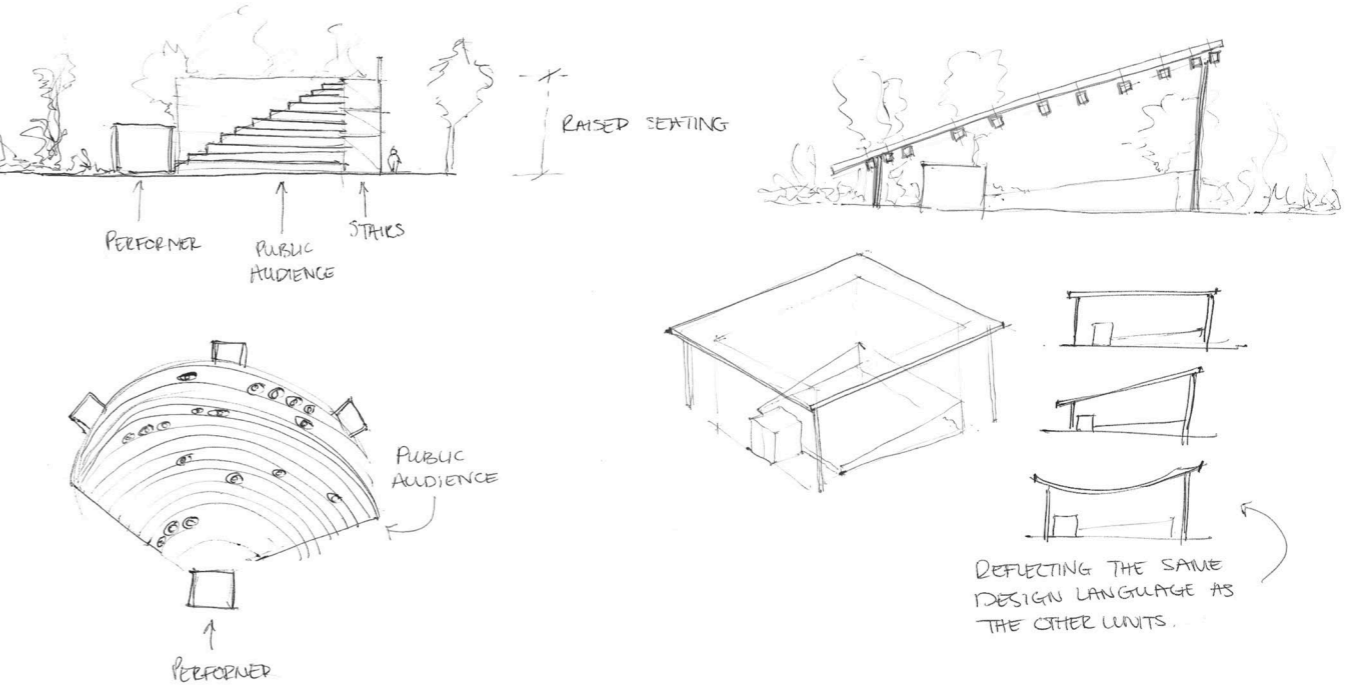 RAISED SEATING
PERFORMER
PUBLIC
AUDIENCE
STAIRS
PUBLIC
AUDIENCE
PERFORMER
REFLECTING THE SAME
DESIGN LANGUAGE AS
THE OTHER UNITS.